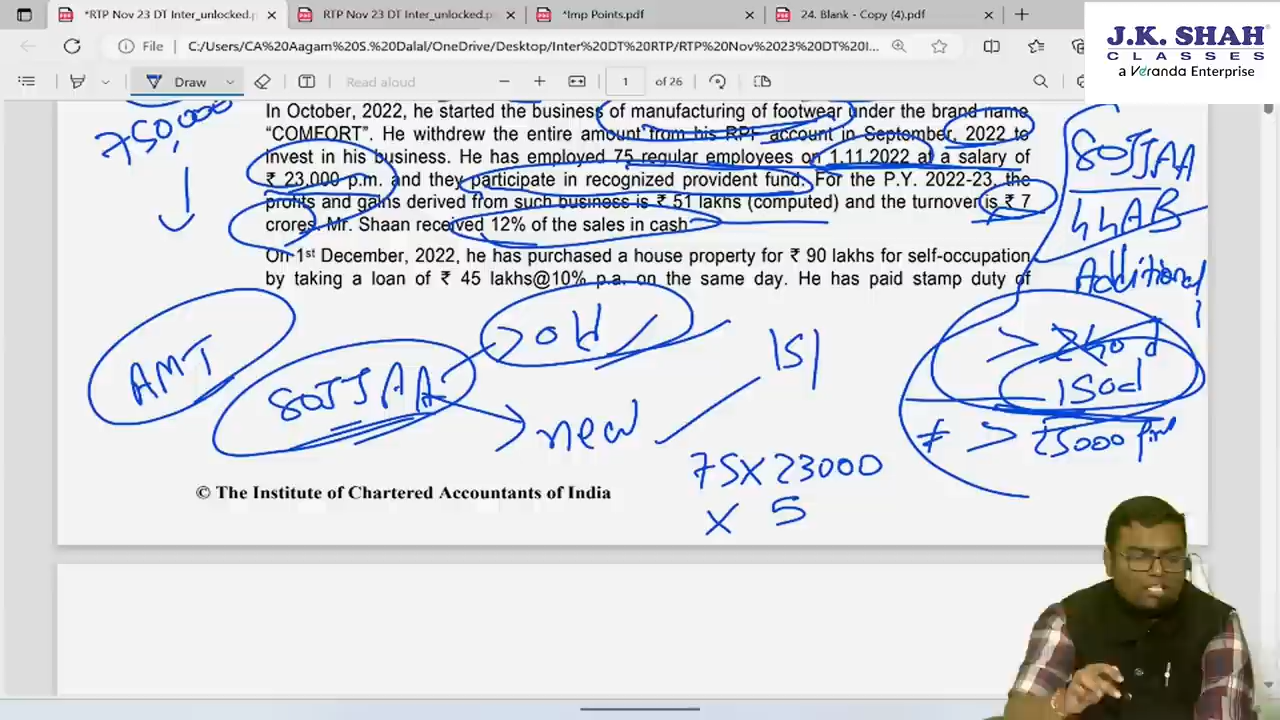 *RTP Nov 23 DT Inter_unlocked.p
RTP Nov 23 DT Inter_unlocked.p
*Imp Points.pdf
24. Blank - Copy (4).pdf
File
C:/Users/CA%20Aagam%20S.%20Dalal/OneDrive/Desktop/Inter%20DT%20RTP/RTP%20Nov%202023%20DT%20I...
J.K. SHAH
CLASSES
a Veranda Enterprise
Draw
Read aloud
1
of 26
750,000
In October, 2022, he started the business of manufacturing of footwear under the brand name
"COMFORT". He withdrew the entire amount from his RPF account in September, 2022 to
invest in his business. He has employed 75 regular employees on 1.11.2022 at a salary of
₹ 23,000 p.m. and they participate in recognized provident fund. For the P.Y. 2022-23, the
profits and gains derived from such business is ₹ 51 lakhs (computed) and the turnover is ₹ 7
crores. Mr. Shaan received 12% of the sales in cash
On 1st December, 2022, he has purchased a house property for ₹ 90 lakhs for self-occupation
by taking a loan of ₹ 45 lakhs@10% p.a. on the same day. He has paid stamp duty of
80JJAA
44AB
Additional
> 240d
150d
≠ > 25000
AMT
80JJAA
old
new
151
75X23000
X 5
© The Institute of Chartered Accountants of India